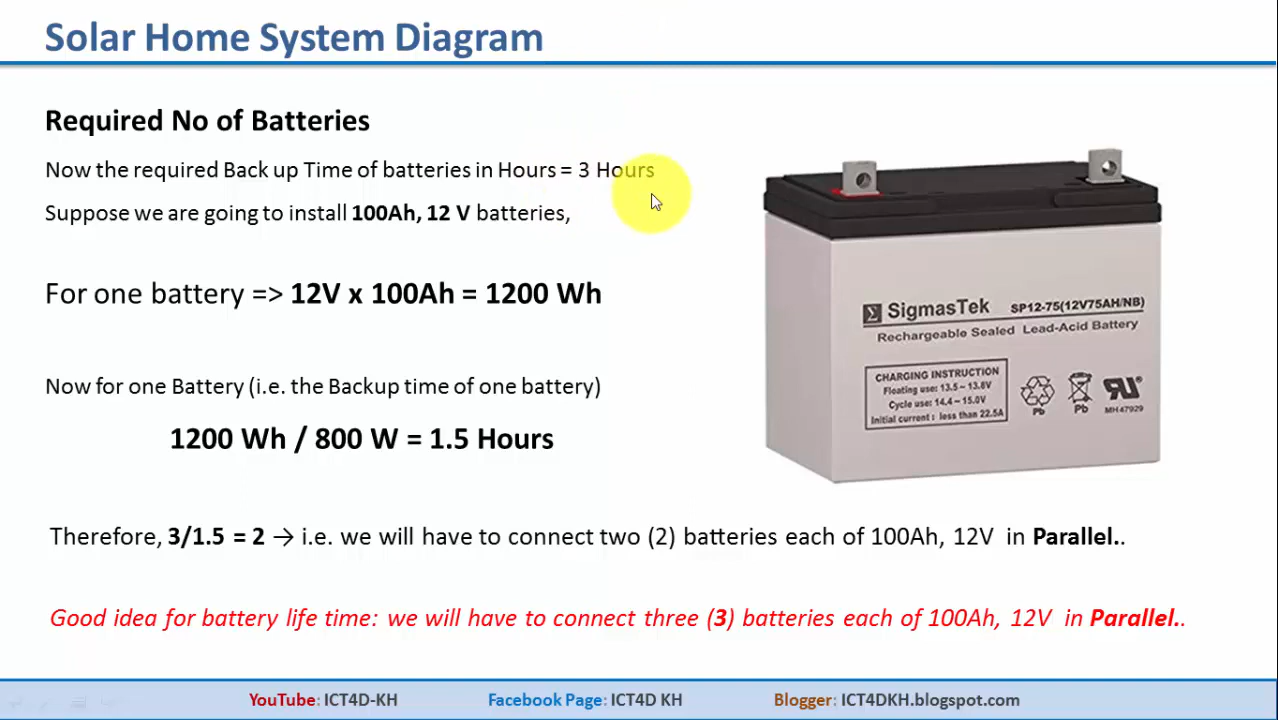 Solar Home System Diagram
Required No of Batteries
Now the required Back up Time of batteries in Hours = 3 Hours
Suppose we are going to install 100Ah, 12 V batteries,
For one battery => 12V x 100Ah = 1200 Wh
Now for one Battery (i.e. the Backup time of one battery)
1200 Wh / 800 W = 1.5 Hours
Therefore, 3/1.5 = 2 → i.e. we will have to connect two (2) batteries each of 100Ah, 12V in Parallel..
Good idea for battery life time: we will have to connect three (3) batteries each of 100Ah, 12V in Parallel..
SigmasTek SP12-75(12V75AH/NB)
Rechargeable Sealed Lead-Acid Battery
CHARGING INSTRUCTION
Floating use: 13.5 – 13.8V
Cycle use: 14.4 – 15.0V
Initial current: less than 22.5A
Pb Pb MH47929
YouTube: ICT4D-KH Facebook Page: ICT4D KH Blogger: ICT4DKH.blogspot.com